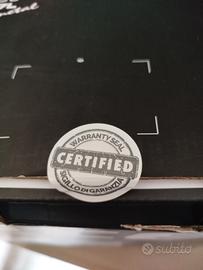 WARRANTY SEAL
CERTIFIED
SIGILLO DI GARANZIA
subito